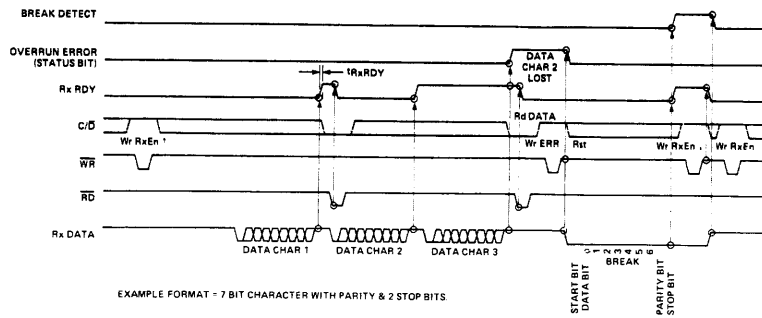 BREAK DETECT
OVERRUN ERROR
(STATUS BIT)
DATA
CHAR 2
LOST
tRxRDY
Rx RDY
C/D
Wr RxEn ↑
Rd DATA
Wr ERR
Rst
Wr RxEn ↓
Wr RxEn
WR
RD
Rx DATA
DATA CHAR 1
DATA CHAR 2
DATA CHAR 3
START BIT
DATA BIT
0 1 2 3 4 5 6
BREAK
PARITY BIT
STOP BIT
EXAMPLE FORMAT = 7 BIT CHARACTER WITH PARITY & 2 STOP BITS.